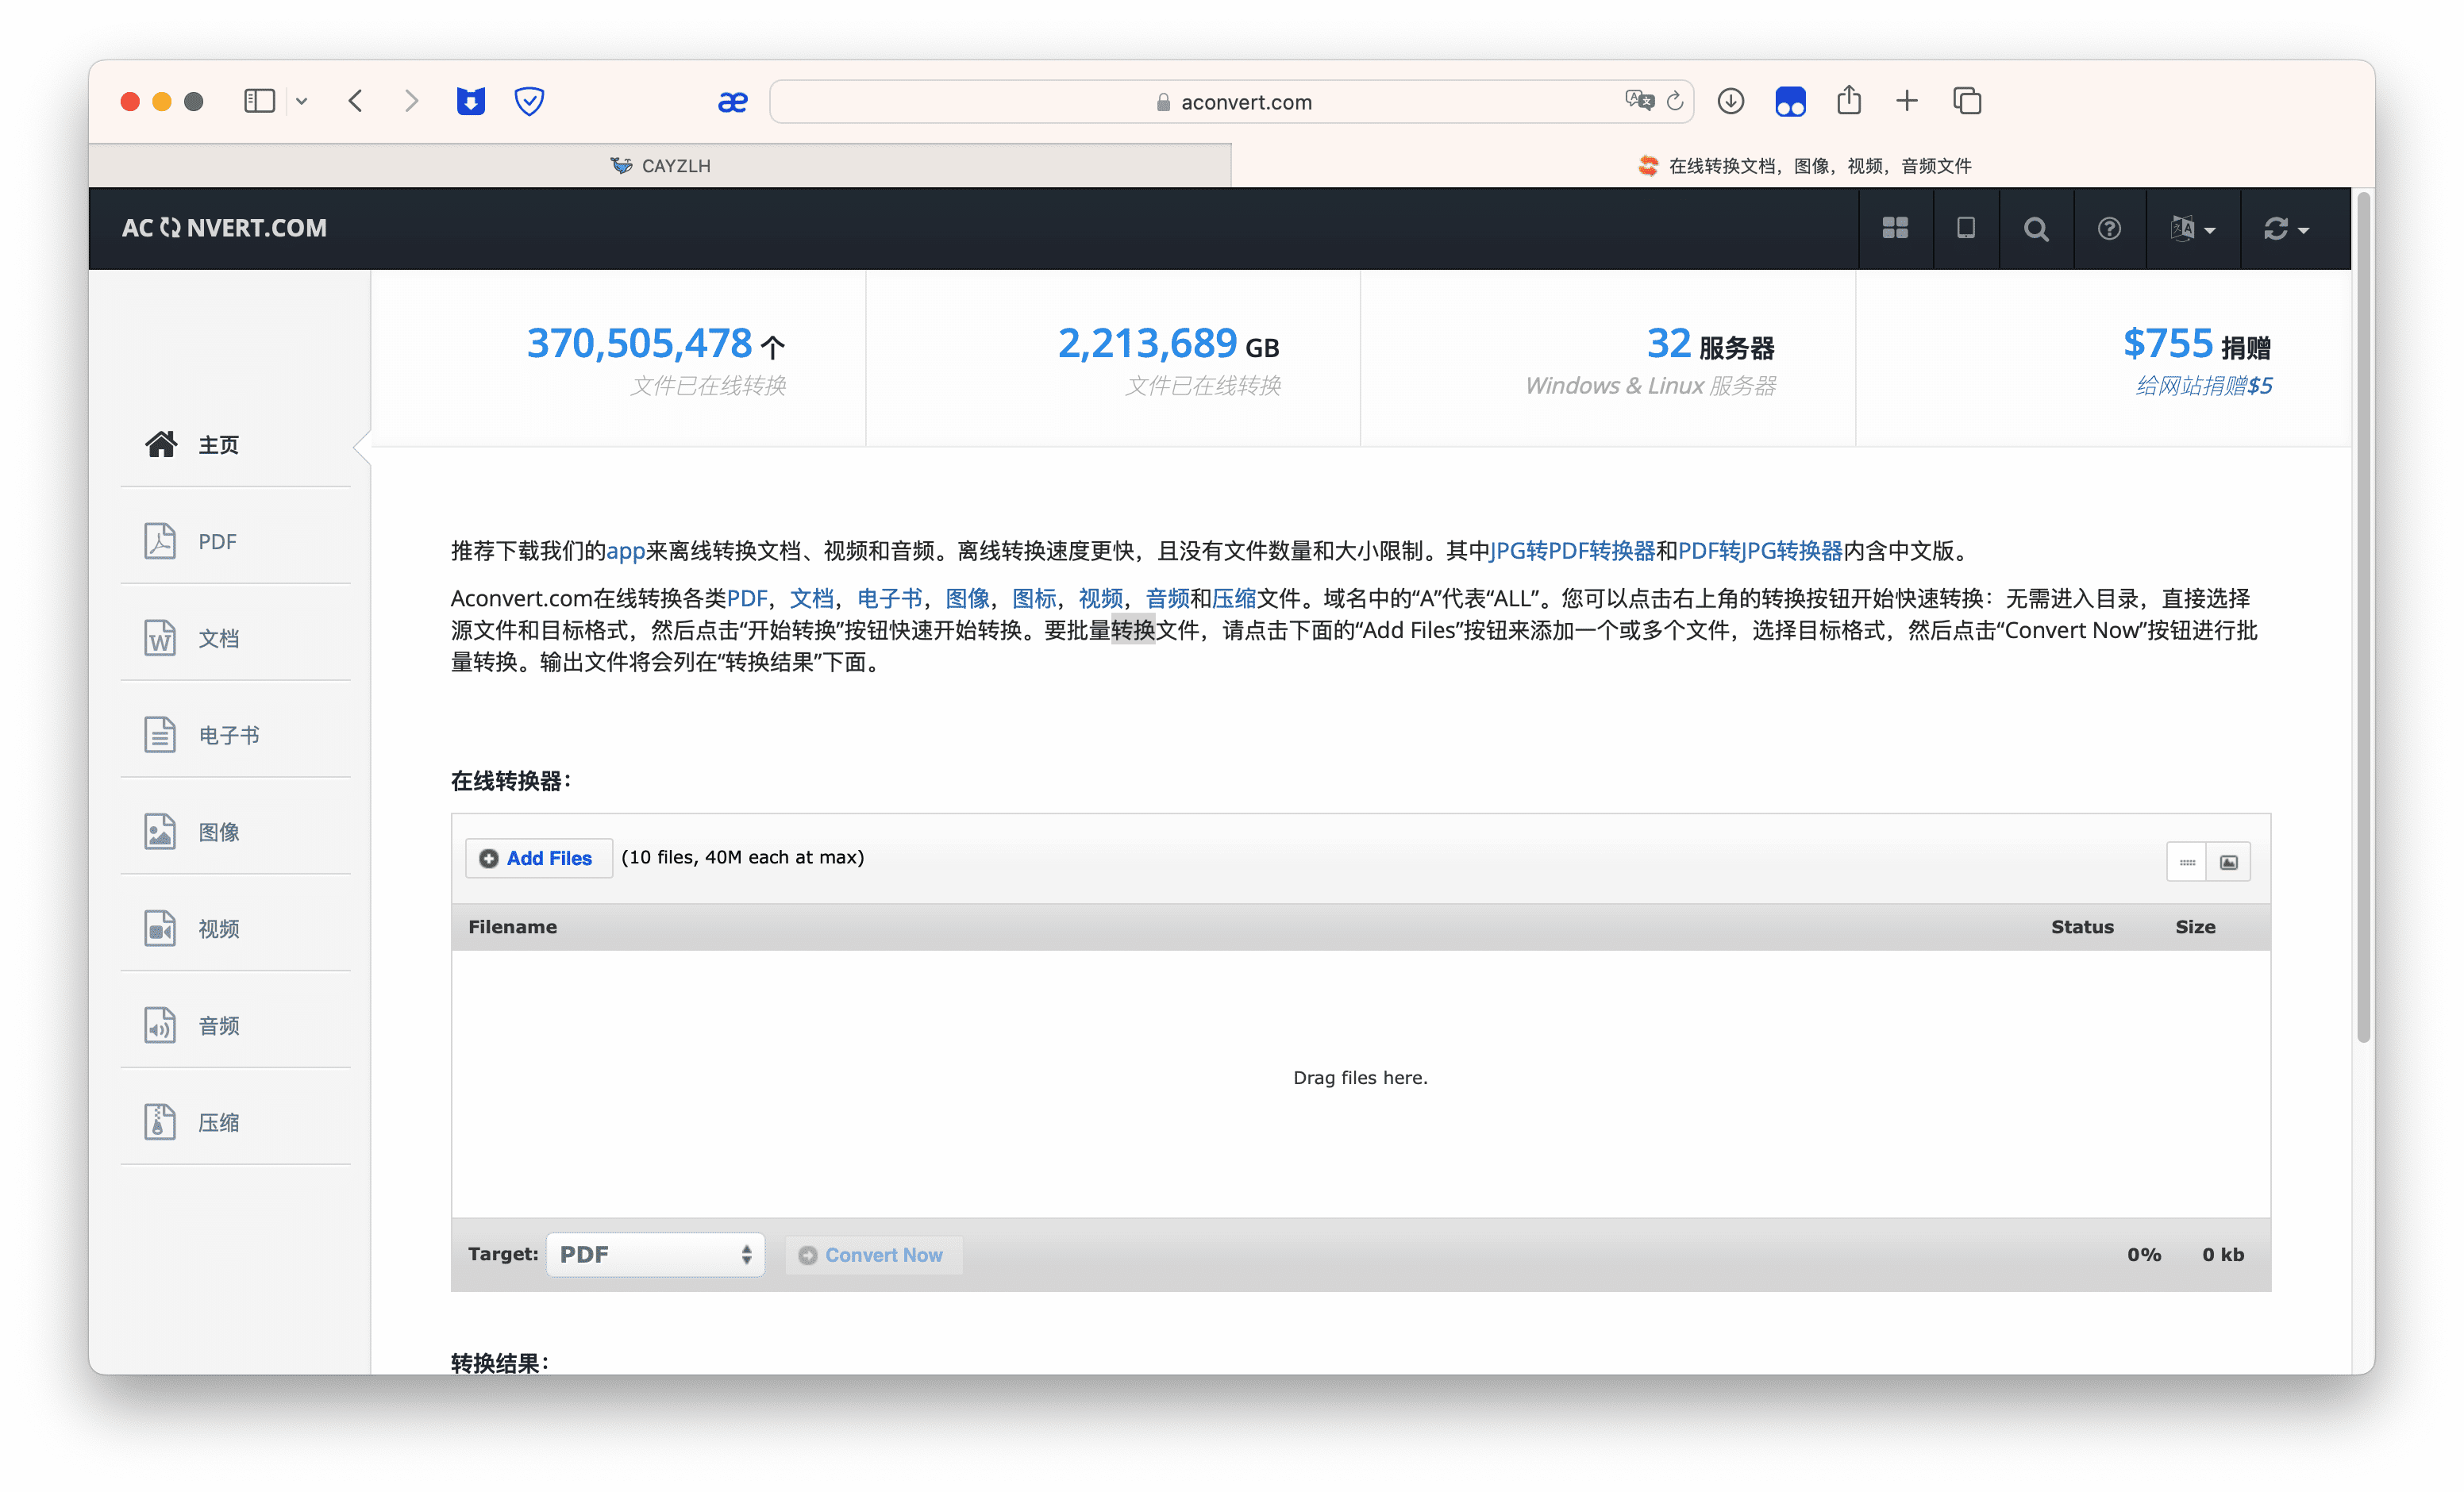 aconvert.com
CAYZLH
在线转换文档，图像，视频，音频文件
ACNVERT.COM
370,505,478 个
文件已在线转换
2,213,689 GB
文件已在线转换
32 服务器
Windows & Linux 服务器
$755 捐赠
给网站捐赠$5
主页
PDF
文档
电子书
图像
视频
音频
压缩
推荐下载我们的app来离线转换文档、视频和音频。离线转换速度更快，且没有文件数量和大小限制。其中JPG转PDF转换器和PDF转JPG转换器内含中文版。
Aconvert.com在线转换各类PDF，文档，电子书，图像，图标，视频，音频和压缩文件。域名中的“A”代表“ALL”。您可以点击右上角的转换按钮开始快速转换：无需进入目录，直接选择
源文件和目标格式，然后点击“开始转换”按钮快速开始转换。要批量转换文件，请点击下面的“Add Files”按钮来添加一个或多个文件，选择目标格式，然后点击“Convert Now”按钮进行批
量转换。输出文件将会列在“转换结果”下面。
在线转换器：
Add Files (10 files, 40M each at max)
Filename Status Size
Drag files here.
Target: PDF Convert Now 0% 0 kb
转换结果：